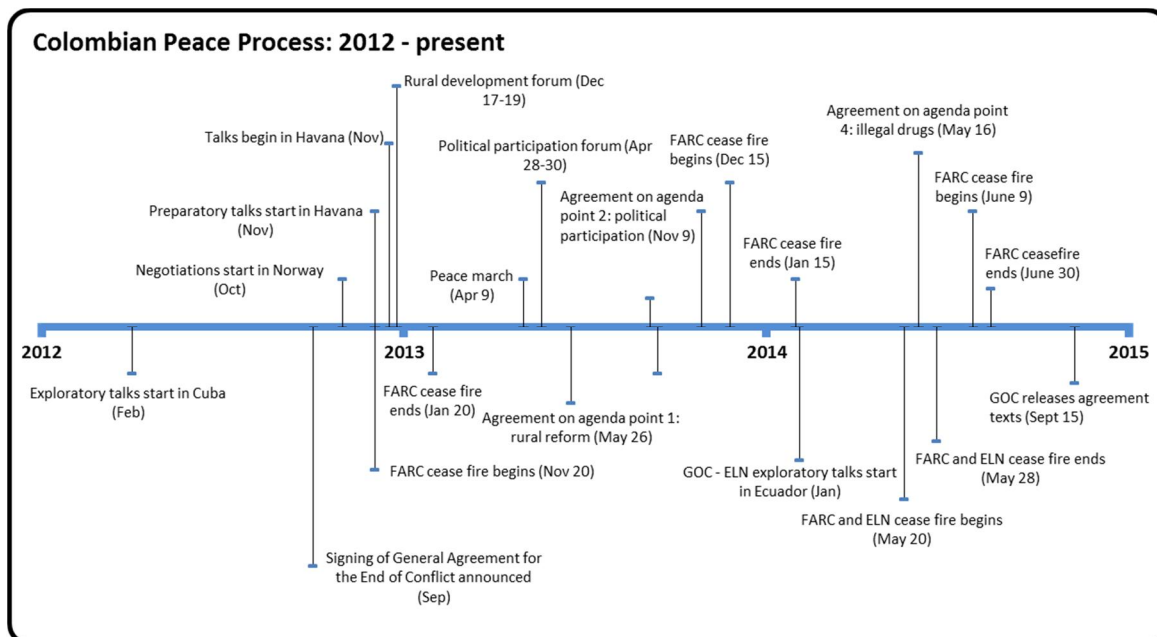 Colombian Peace Process: 2012 - present
Rural development forum (Dec
17-19)
Talks begin in Havana (Nov)
Preparatory talks start in Havana
(Nov)
Negotiations start in Norway
(Oct)
Political participation forum (Apr
28-30)
Peace march
(Apr 9)
Agreement on agenda
point 2: political
participation (Nov 9)
FARC cease fire
begins (Dec 15)
FARC cease fire
ends (Jan 15)
Agreement on agenda point
4: illegal drugs (May 16)
FARC cease fire
begins (June 9)
FARC ceasefire
ends (June 30)
2012
2013
2014
2015
Exploratory talks start in Cuba
(Feb)
FARC cease fire
ends (Jan 20)
Agreement on agenda point 1:
rural reform (May 26)
FARC cease fire begins (Nov 20)
Signing of General Agreement for
the End of Conflict announced
(Sep)
GOC - ELN exploratory talks start
in Ecuador (Jan)
FARC and ELN cease fire begins
(May 20)
FARC and ELN cease fire ends
(May 28)
GOC releases agreement
texts (Sept 15)